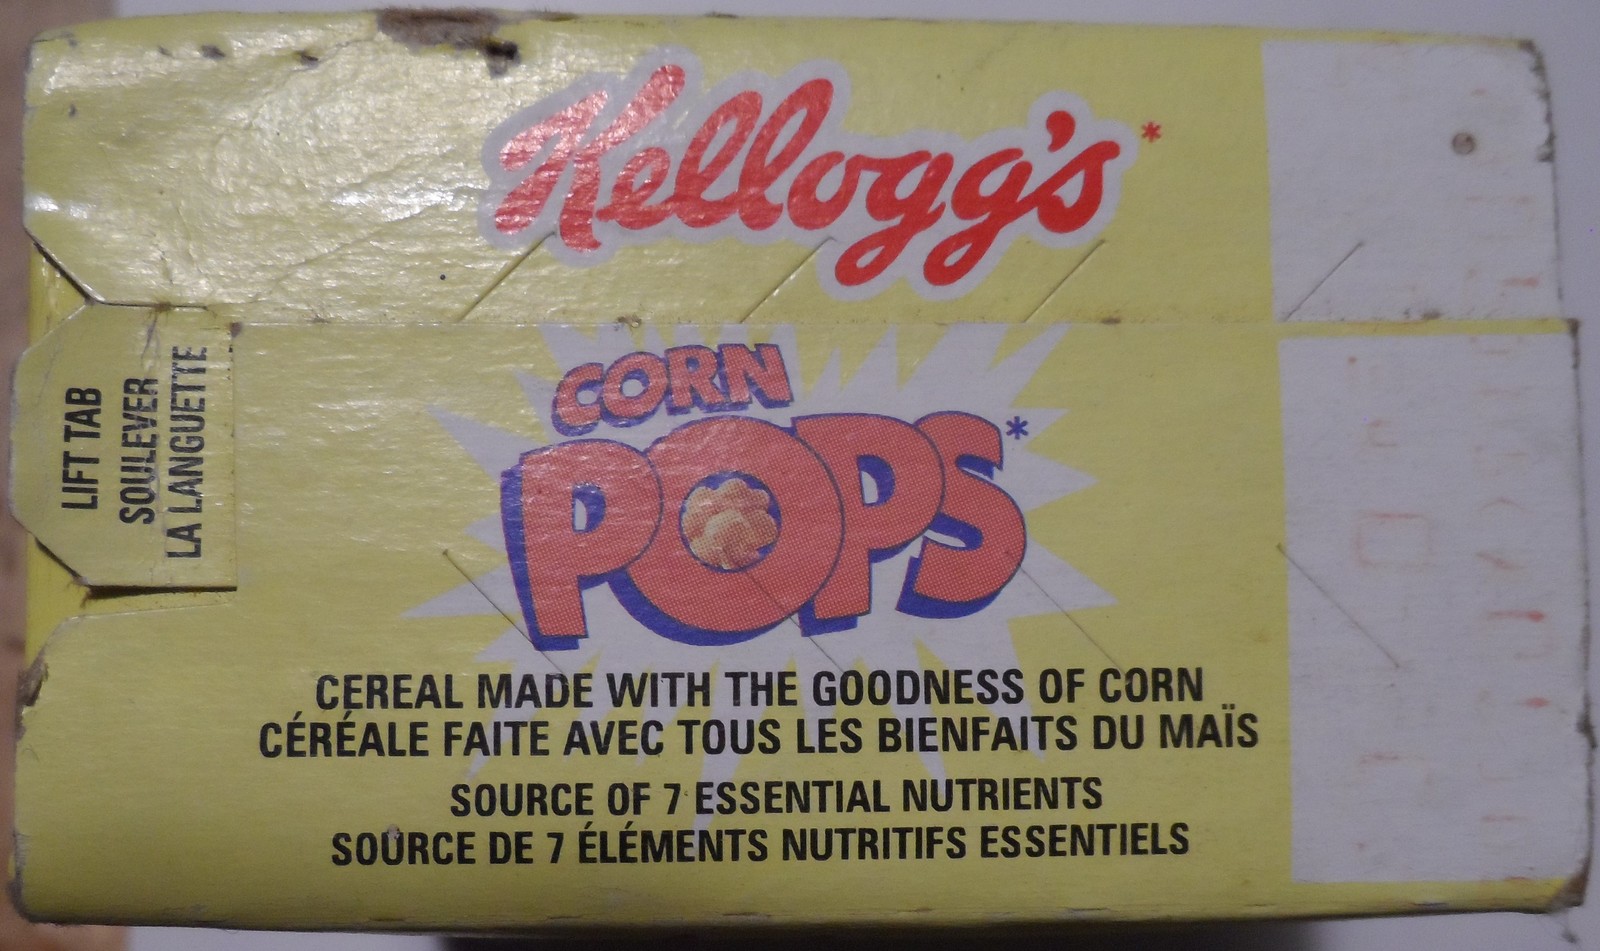 Kellogg's*
CORN
POPS*
LIFT TAB
SOULEVER
LA LANGUETTE
CEREAL MADE WITH THE GOODNESS OF CORN
CÉRÉALE FAITE AVEC TOUS LES BIENFAITS DU MAÏS
SOURCE OF 7 ESSENTIAL NUTRIENTS
SOURCE DE 7 ÉLÉMENTS NUTRITIFS ESSENTIELS